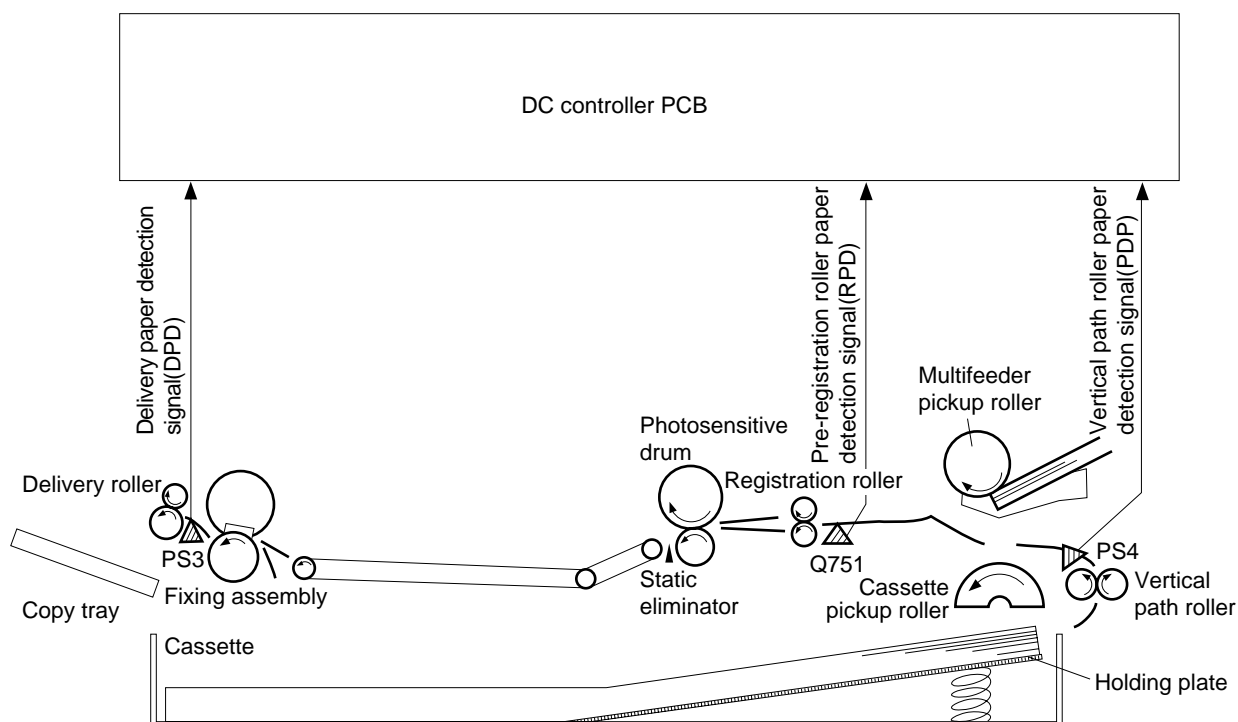 DC controller PCB
Delivery paper detection
signal(DPD)
Pre-registration roller paper
detection signal(RPD)
Vertical path roller paper
detection signal(PDP)
Multifeeder
pickup roller
Photosensitive
drum
Delivery roller
Registration roller
PS3
Q751
PS4
Fixing assembly
Static
eliminator
Cassette
pickup roller
Vertical
path roller
Copy tray
Cassette
Holding plate